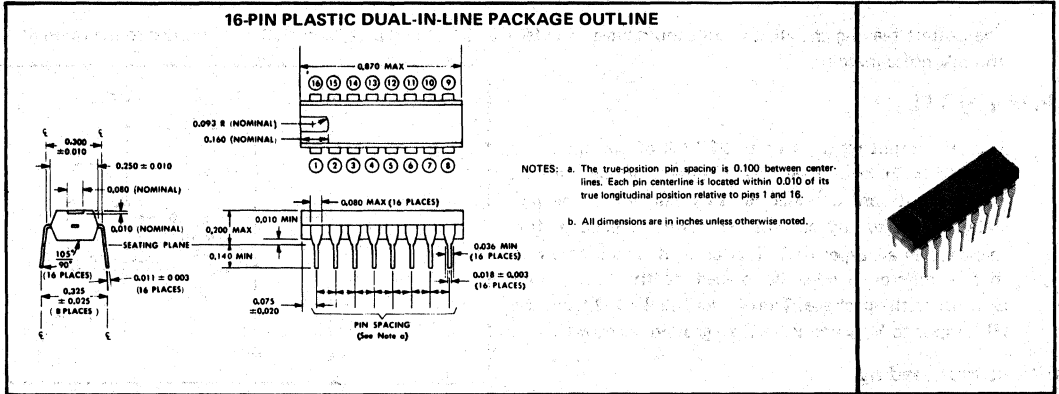 16-PIN PLASTIC DUAL-IN-LINE PACKAGE OUTLINE
0,870 MAX
16 15 14 13 12 11 10 9
0.093 R (NOMINAL)
0.160 (NOMINAL)
1 2 3 4 5 6 7 8
℄ ℄
0.300
±0.010
0.250 ± 0 010
0,080 (NOMINAL)
0,010 (NOMINAL)
SEATING PLANE
105°
90°
(16 PLACES)
0.011 ± 0 003
(16 PLACES)
0.325
± 0,025
( 8 PLACES )
℄ ℄
0.080 MAX (16 PLACES)
0,010 MIN
0,200 MAX
0,140 MIN
0.036 MIN
(16 PLACES)
0.018 ± 0,003
(16 PLACES)
0.075
±0,020
PIN SPACING
(See Note a)
NOTES: a. The true-position pin spacing is 0.100 between center-
lines. Each pin centerline is located within 0.010 of its
true longitudinal position relative to pins 1 and 16.
b. All dimensions are in inches unless otherwise noted.